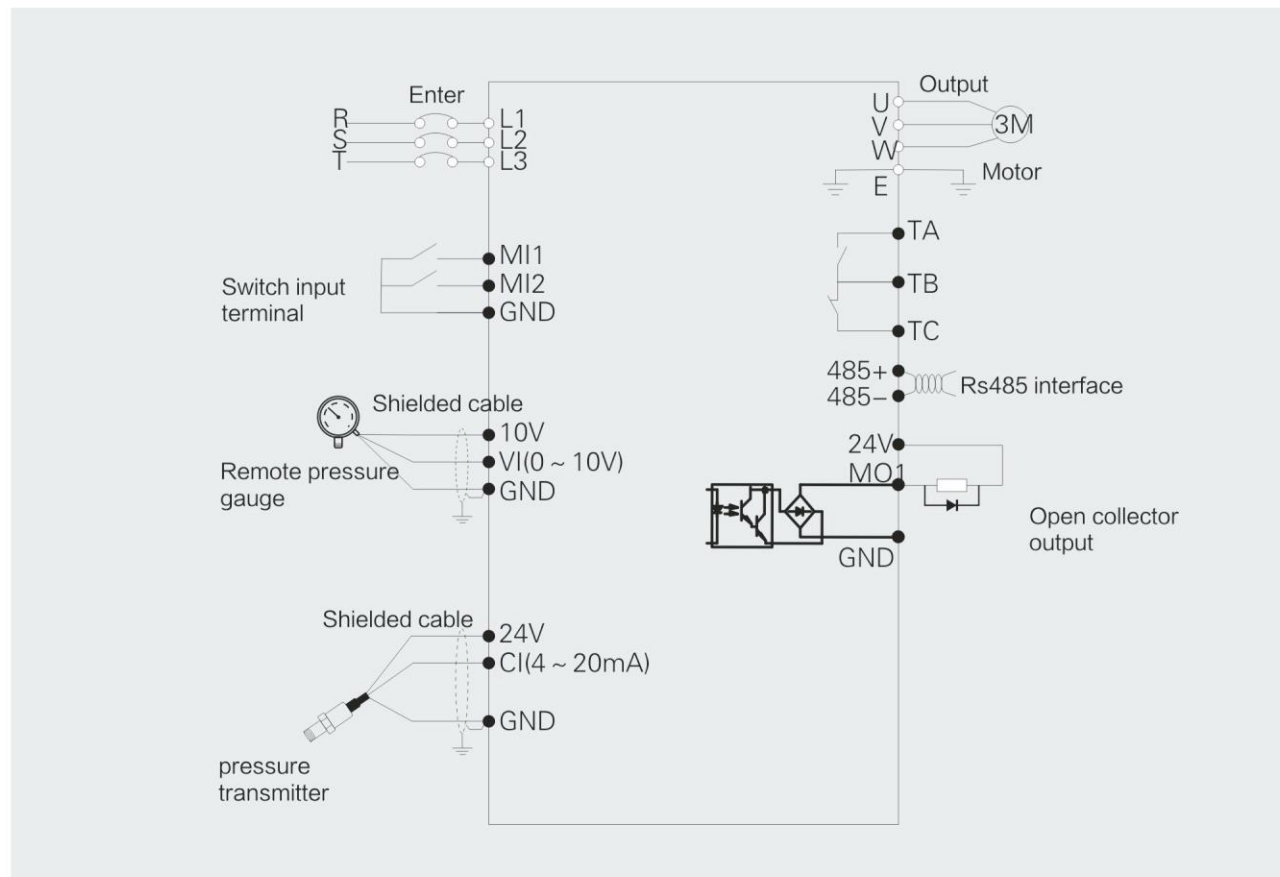 Enter
R L1
S L2
T L3
Switch input
terminal
MI1
MI2
GND
Shielded cable
Remote pressure
gauge
10V
VI(0 ~ 10V)
GND
Shielded cable
pressure
transmitter
24V
CI(4 ~ 20mA)
GND
Output
U
V
W
3M
E
Motor
TA
TB
TC
485+
485–
Rs485 interface
24V
MO1
GND
Open collector
output